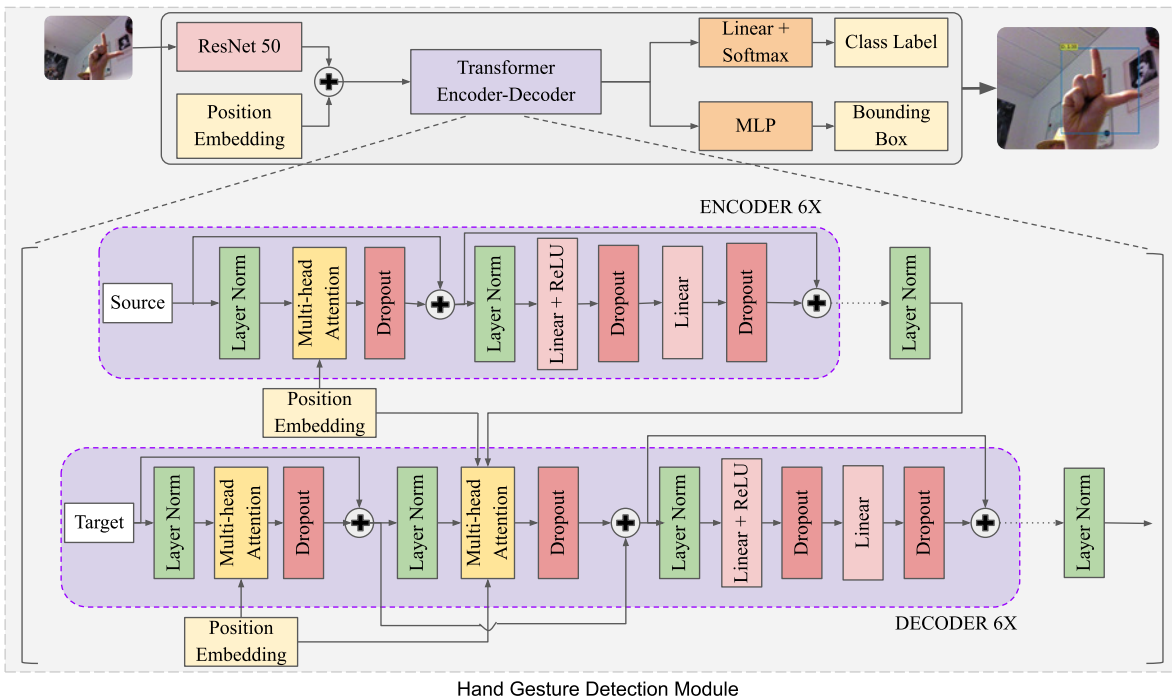 ResNet 50
Position
Embedding
Transformer
Encoder-Decoder
Linear +
Softmax
Class Label
MLP
Bounding
Box
ENCODER 6X
Source
Layer Norm
Multi-head
Attention
Dropout
Layer Norm
Linear + ReLU
Dropout
Linear
Dropout
Layer Norm
Position
Embedding
Target
Layer Norm
Multi-head
Attention
Dropout
Layer Norm
Multi-head
Attention
Dropout
Layer Norm
Linear + ReLU
Dropout
Linear
Dropout
Layer Norm
Position
Embedding
DECODER 6X
Hand Gesture Detection Module